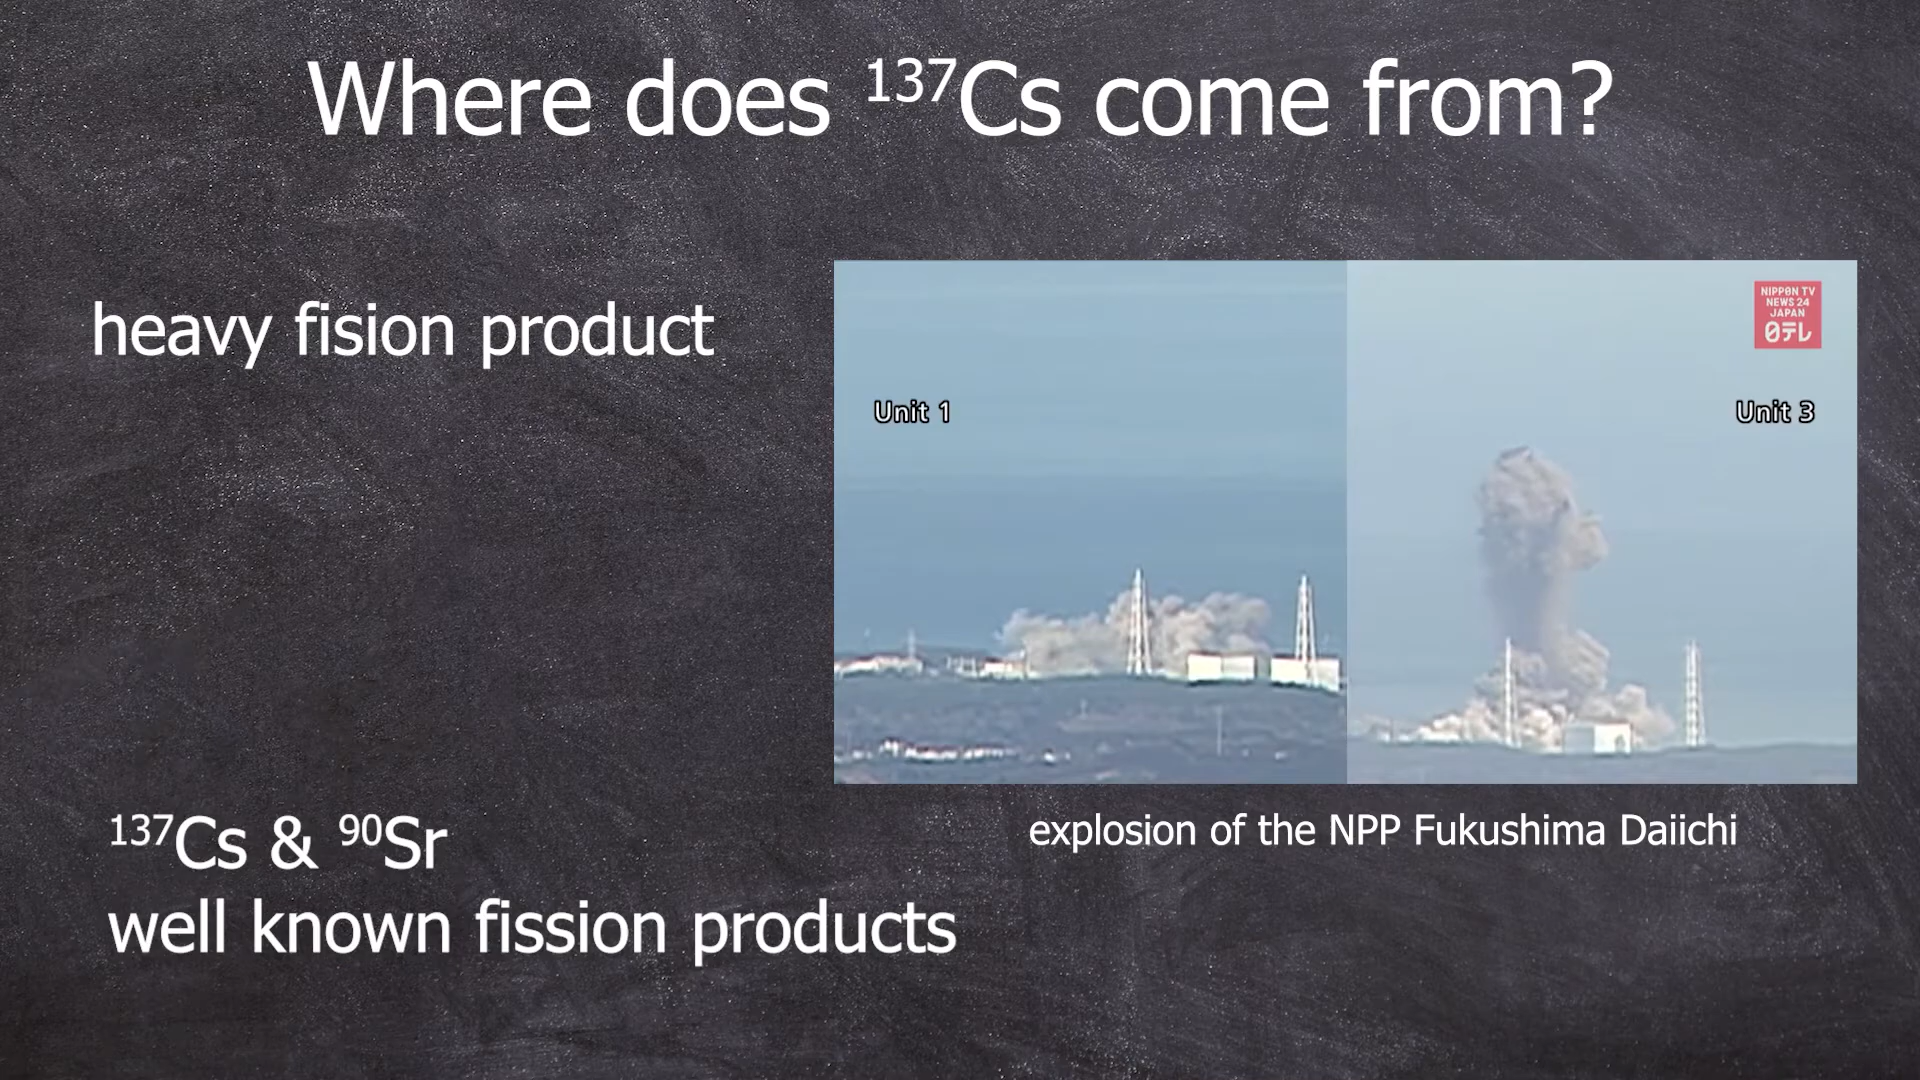 Where does ¹³⁷Cs come from?
heavy fision product
NIPPON TV
NEWS 24
JAPAN
日テレ
Unit 1
Unit 3
explosion of the NPP Fukushima Daiichi
¹³⁷Cs & ⁹⁰Sr
well known fission products